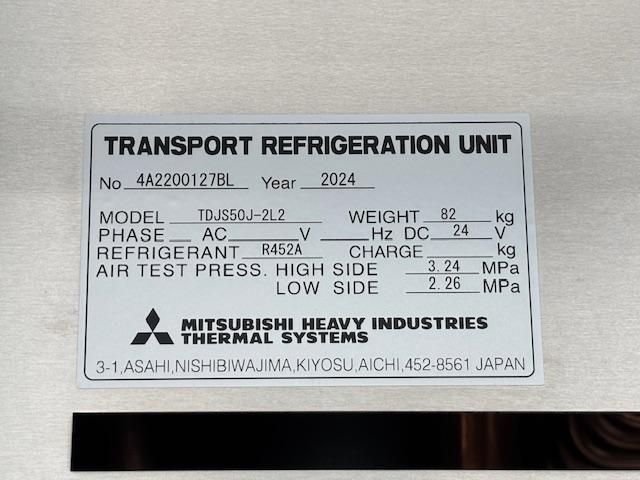 TRANSPORT REFRIGERATION UNIT
No 4A2200127BL Year 2024
MODEL TDJS50J-2L2 WEIGHT 82 kg
PHASE AC V Hz DC 24 V
REFRIGERANT R452A CHARGE kg
AIR TEST PRESS. HIGH SIDE 3.24 MPa
LOW SIDE 2.26 MPa
MITSUBISHI HEAVY INDUSTRIES
THERMAL SYSTEMS
3-1,ASAHI,NISHIBIWAJIMA,KIYOSU,AICHI,452-8561 JAPAN